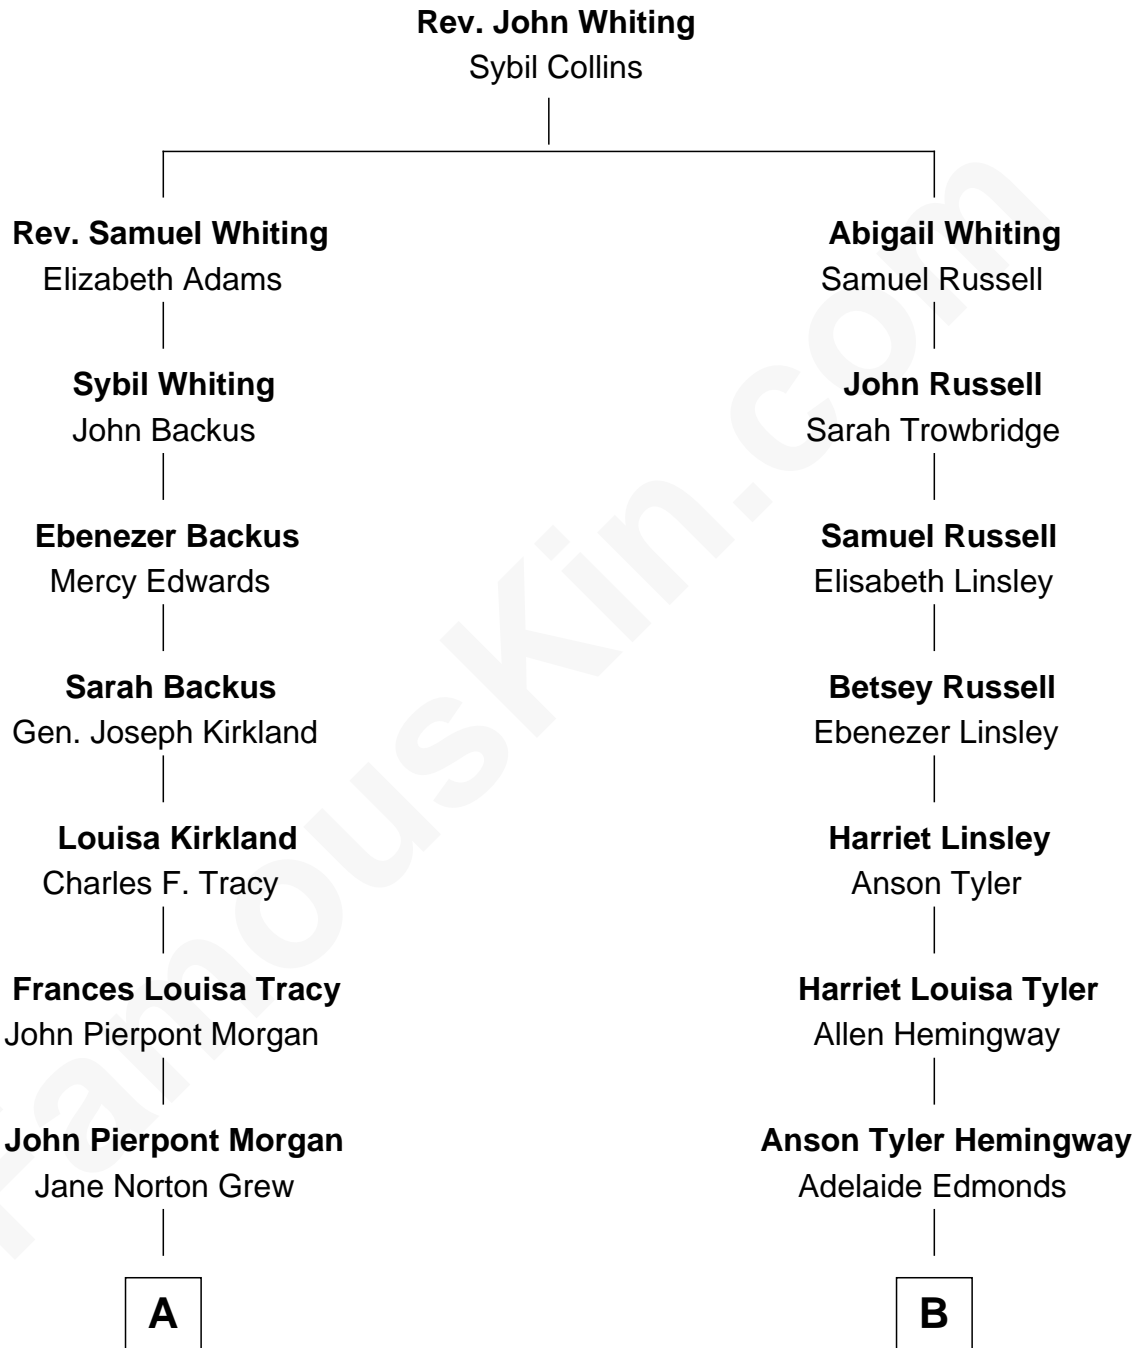 Rev. John Whiting
Sybil Collins
Rev. Samuel Whiting
Elizabeth Adams
Sybil Whiting
John Backus
Ebenezer Backus
Mercy Edwards
Sarah Backus
Gen. Joseph Kirkland
Louisa Kirkland
Charles F. Tracy
Frances Louisa Tracy
John Pierpont Morgan
John Pierpont Morgan
Jane Norton Grew
A
Abigail Whiting
Samuel Russell
John Russell
Sarah Trowbridge
Samuel Russell
Elisabeth Linsley
Betsey Russell
Ebenezer Linsley
Harriet Linsley
Anson Tyler
Harriet Louisa Tyler
Allen Hemingway
Anson Tyler Hemingway
Adelaide Edmonds
B
FamousKin.com